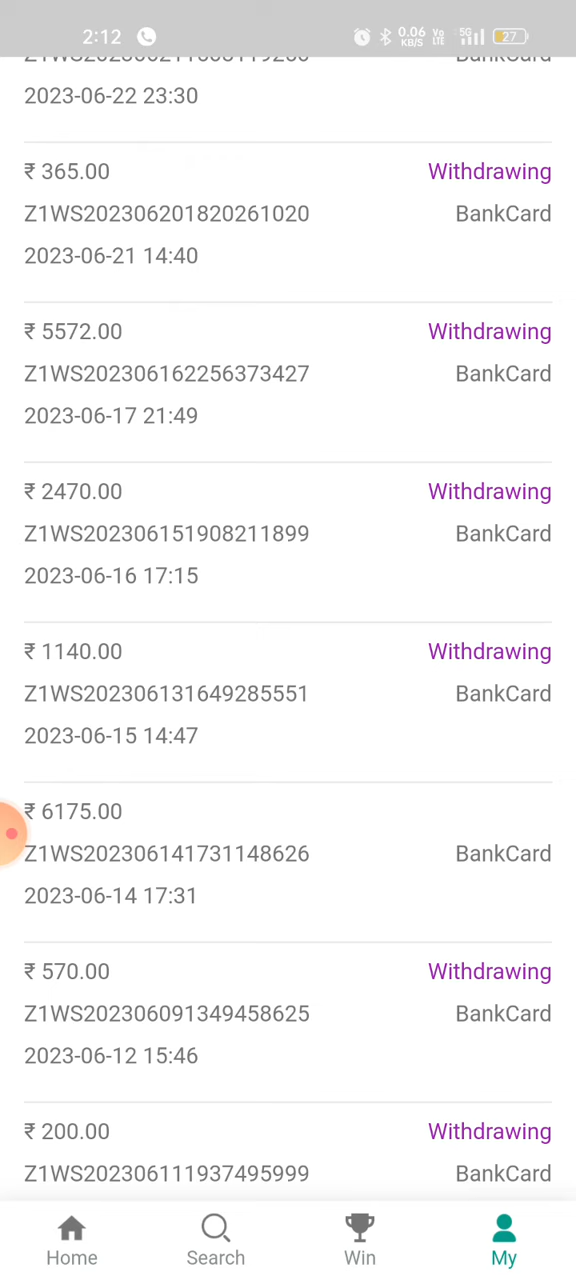 2:12
0.06 KB/S Vo LTE 5G 27
2023-06-22 23:30
₹ 365.00 Withdrawing
Z1WS202306201820261020 BankCard
2023-06-21 14:40
₹ 5572.00 Withdrawing
Z1WS202306162256373427 BankCard
2023-06-17 21:49
₹ 2470.00 Withdrawing
Z1WS202306151908211899 BankCard
2023-06-16 17:15
₹ 1140.00 Withdrawing
Z1WS202306131649285551 BankCard
2023-06-15 14:47
₹ 6175.00
Z1WS202306141731148626 BankCard
2023-06-14 17:31
₹ 570.00 Withdrawing
Z1WS202306091349458625 BankCard
2023-06-12 15:46
₹ 200.00 Withdrawing
Z1WS202306111937495999 BankCard
Home Search Win My